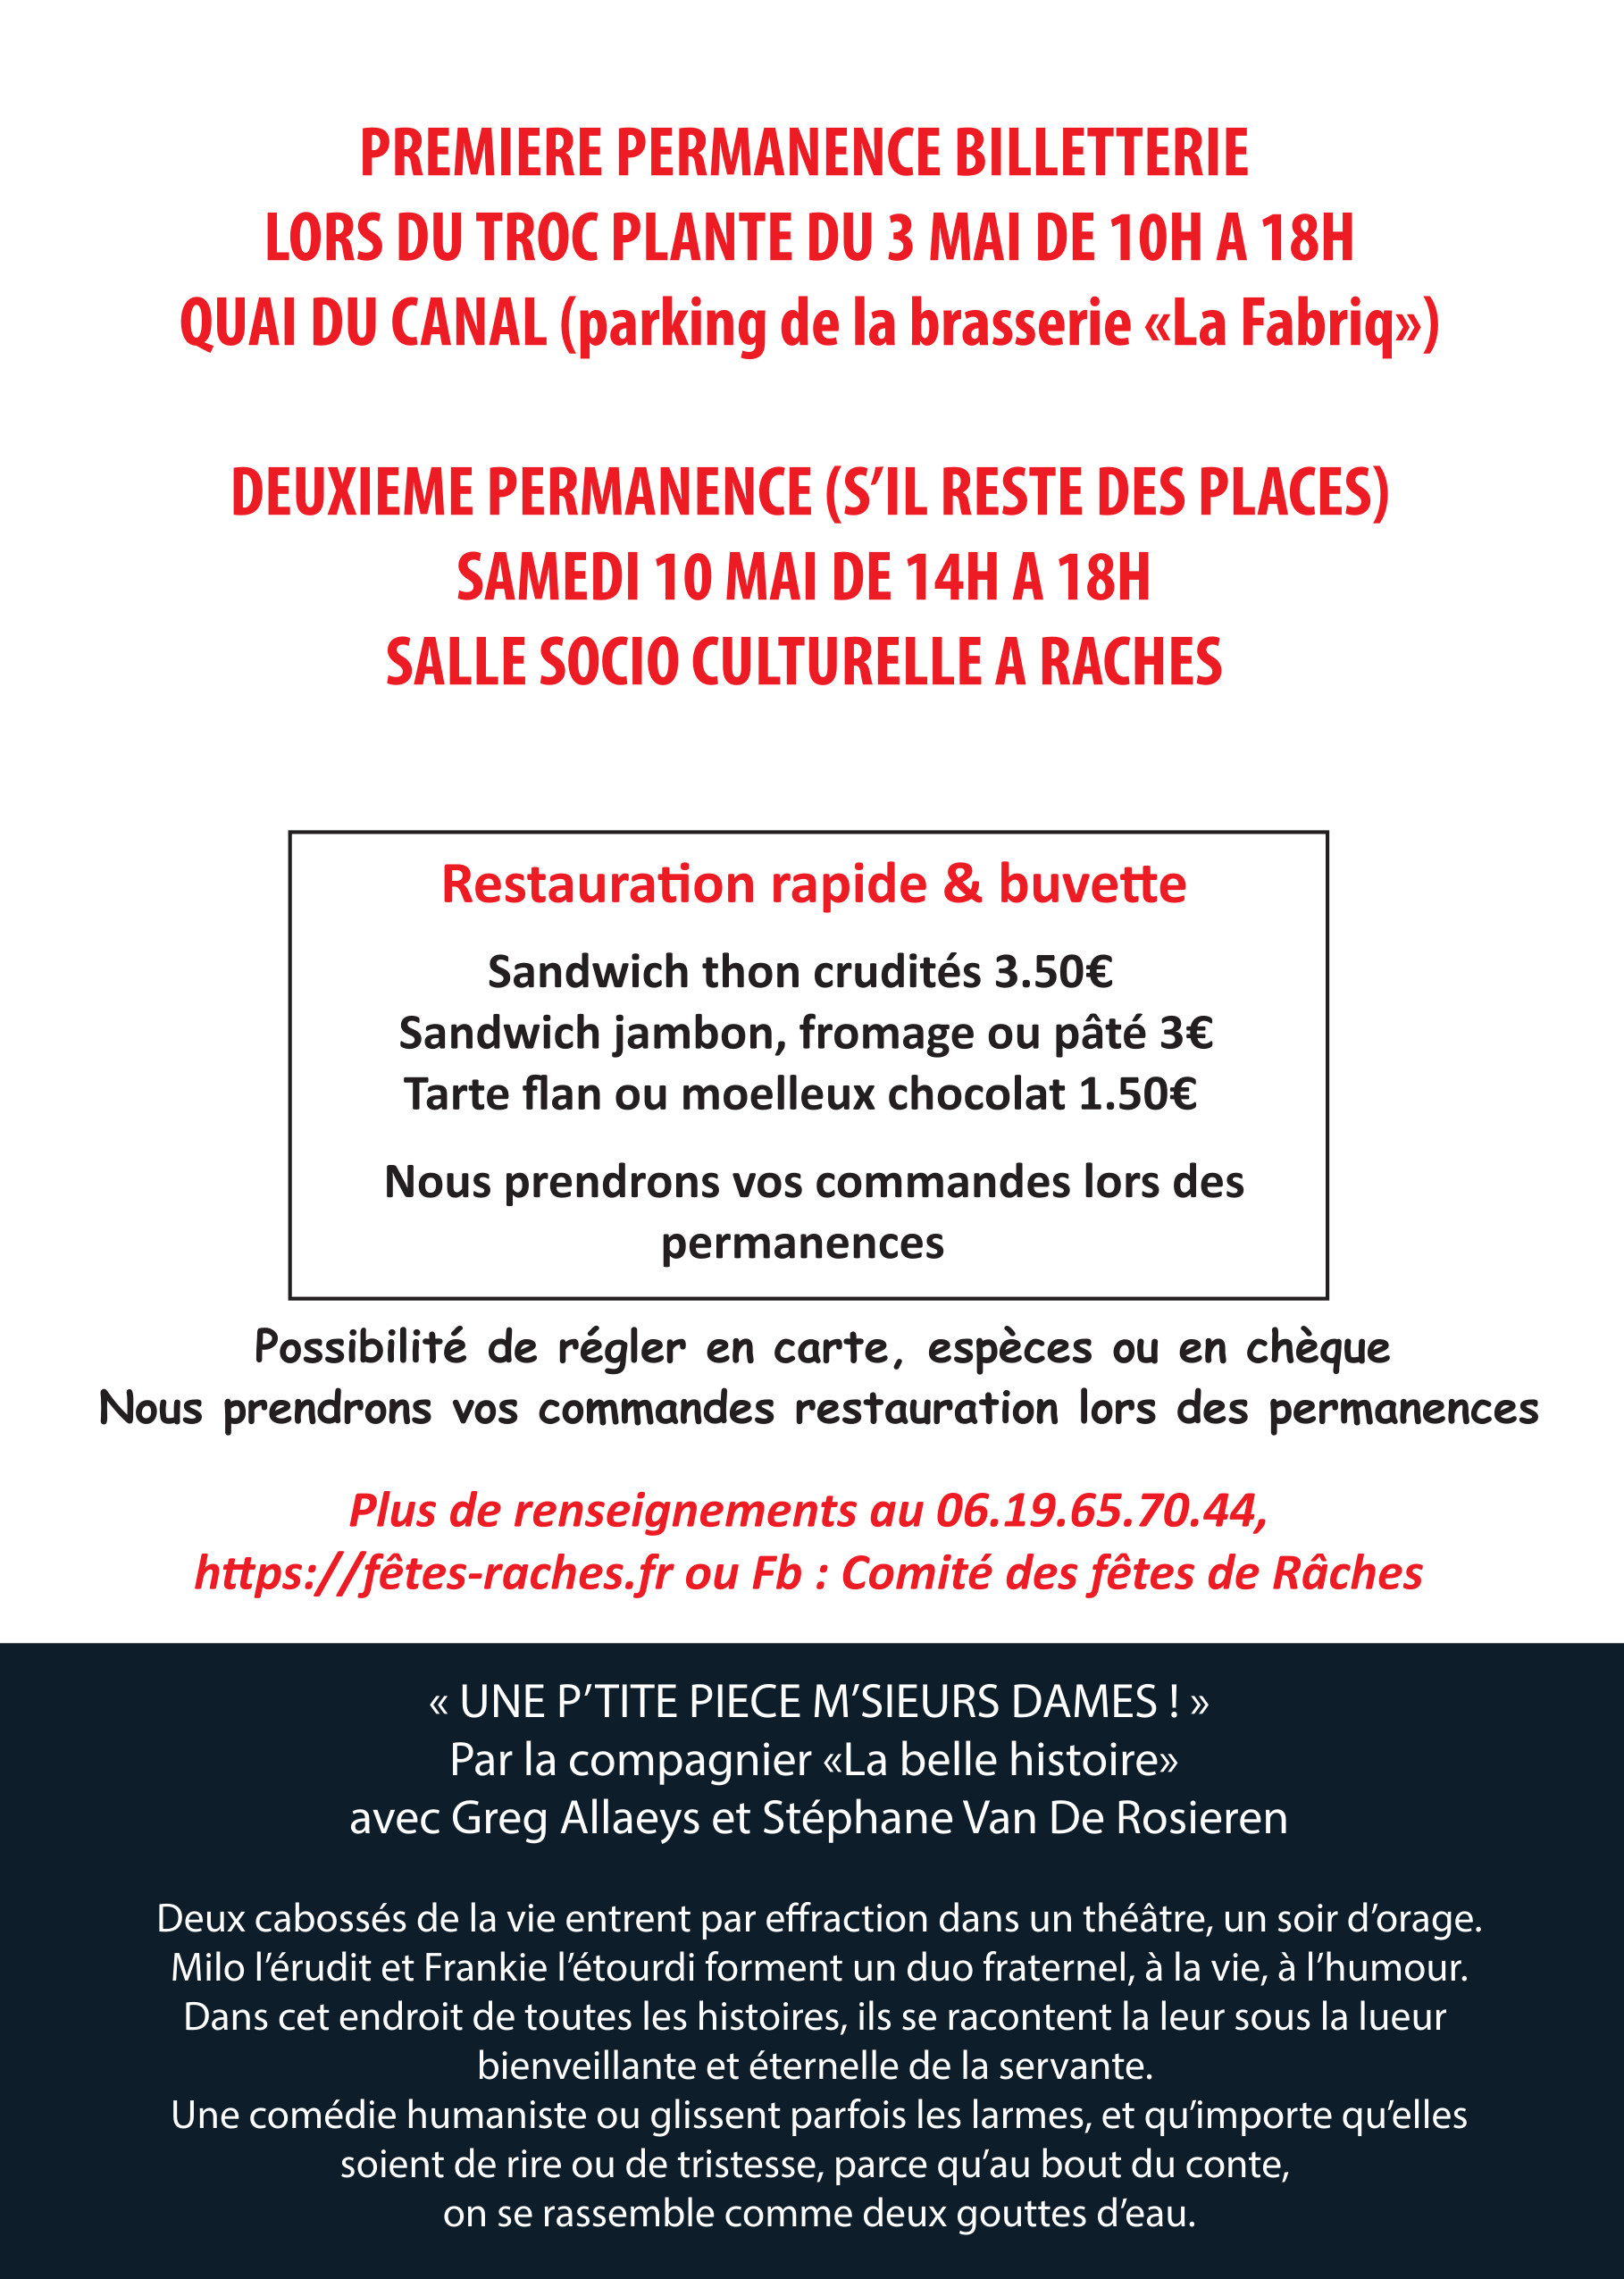 PREMIERE PERMANENCE BILLETTERIE
LORS DU TROC PLANTE DU 3 MAI DE 10H A 18H
QUAI DU CANAL (parking de la brasserie «La Fabriq»)
DEUXIEME PERMANENCE (S’IL RESTE DES PLACES)
SAMEDI 10 MAI DE 14H A 18H
SALLE SOCIO CULTURELLE A RACHES
Restauration rapide & buvette
Sandwich thon crudités 3.50€
Sandwich jambon, fromage ou pâté 3€
Tarte flan ou moelleux chocolat 1.50€
Nous prendrons vos commandes lors des
permanences
Possibilité de régler en carte, espèces ou en chèque
Nous prendrons vos commandes restauration lors des permanences
Plus de renseignements au 06.19.65.70.44,
https://fêtes-raches.fr ou Fb : Comité des fêtes de Râches
« UNE P’TITE PIECE M’SIEURS DAMES ! »
Par la compagnier «La belle histoire»
avec Greg Allaeys et Stéphane Van De Rosieren
Deux cabossés de la vie entrent par effraction dans un théâtre, un soir d’orage.
Milo l’érudit et Frankie l’étourdi forment un duo fraternel, à la vie, à l’humour.
Dans cet endroit de toutes les histoires, ils se racontent la leur sous la lueur
bienveillante et éternelle de la servante.
Une comédie humaniste ou glissent parfois les larmes, et qu’importe qu’elles
soient de rire ou de tristesse, parce qu’au bout du conte,
on se rassemble comme deux gouttes d’eau.